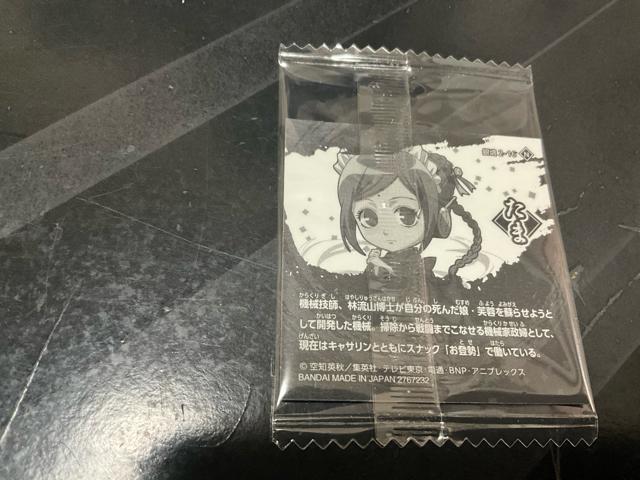 銀魂2-16 N
たま
機械技師、林流山博士が自分の死んだ娘・芙蓉を蘇らせようと
して開発した機械。掃除から戦闘までこなせる機械家政婦として、
現在はキャサリンとともにスナック「お登勢」で働いている。
© 空知英秋／集英社・テレビ東京・電通・BNP・アニプレックス
BANDAI MADE IN JAPAN 2767232